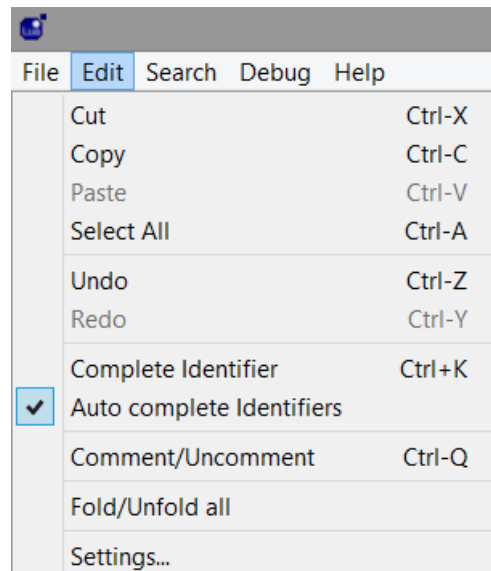 File Edit Search Debug Help
Cut Ctrl-X
Copy Ctrl-C
Paste Ctrl-V
Select All Ctrl-A
Undo Ctrl-Z
Redo Ctrl-Y
Complete Identifier Ctrl+K
Auto complete Identifiers
Comment/Uncomment Ctrl-Q
Fold/Unfold all
Settings...